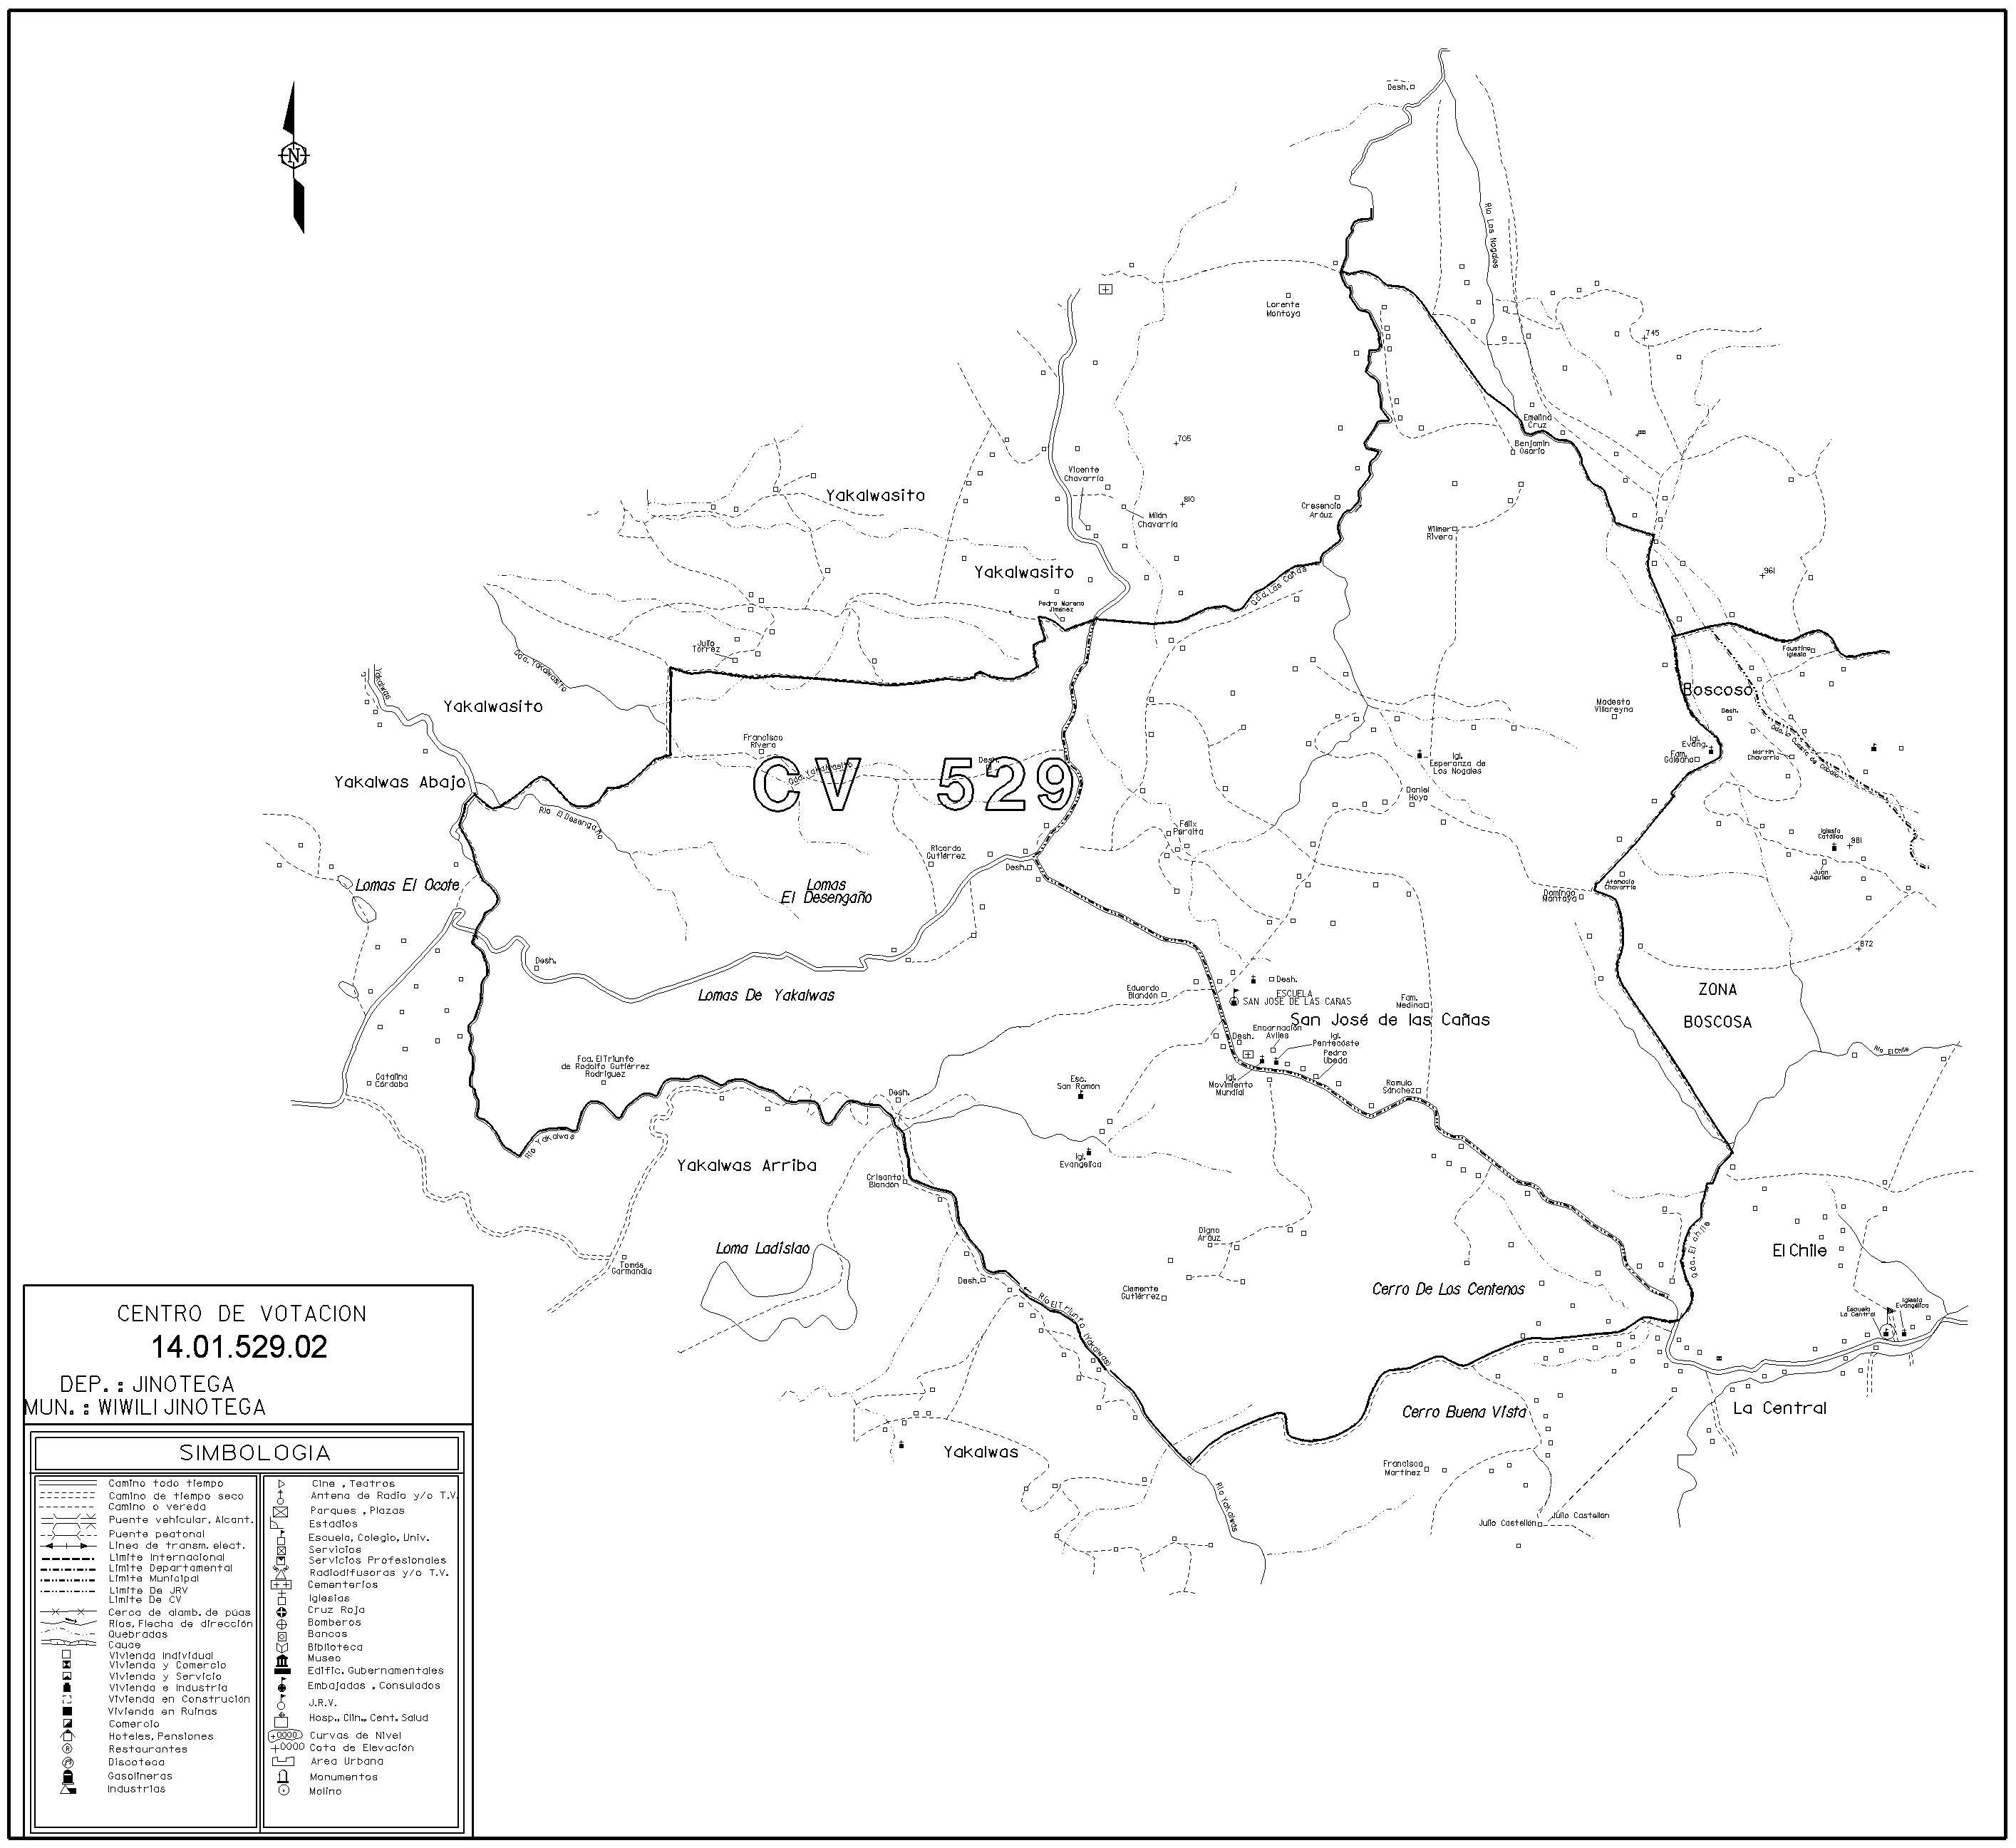 N
Desh.
Río Los Nogales
Lorente
Montoya
745
Emelina
Cruz
Benjamin
Osorio
705
Vicente
Chavarría
810
Milán
Chavarría
Yakalwasito
Cresencio
Aráuz
Wilmer
Rivera
Yakalwasito
961
Qda. Las Cañas
Pedro Moreno
Jiménez
Julio
Torrez
Qda. Yakalwasito
Faustino
Iglesia
Yakalwas
Boscoso
Yakalwasito
Modesto
Villareyna
Desh.
Francisco
Rivera
Igl.
Evang.
Fam.
Galeano
Martín
Chavarría
Desh.
Igl.
Esperanza de
Los Nogales
Yakalwas Abajo
Qda. Yakalwasito
CV 529
Daniel
Hoya
Río El Desengaño
Félix
Peralta
Iglesia
Católica
981
Ricardo
Gutiérrez
Desh.
Juan
Aguilar
Atanacio
Chavarría
Lomas El Ocote
Lomas
El Desengaño
Domingo
Montoya
872
Desh.
Desh.
Eduardo
Blandón
ZONA
BOSCOSA
Lomas De Yakalwas
ESCUELA
SAN JOSE DE LAS CAÑAS
Fam.
Medina
San José de las Cañas
Encarnación
Aviles
Desh.
Igl.
Pentecostés
Pedro
Ubeda
Río El Chile
Fca. El Triunfo
de Rodolfo Gutiérrez
Rodríguez
Catalina
Córdoba
Esc.
San Ramón
Igl.
Movimiento
Mundial
Romulo
Sánchez
Desh.
Río Yakalwas
Igl.
Evangelica
Yakalwas Arriba
Crisanto
Blandón
Digno
Aráuz
Qda. El Chile
El Chile
Loma Ladislao
Tomás
Garmandia
Desh.
Clemente
Gutiérrez
Cerro De Los Centenos
Río El Triunfo (Yakalwas)
Escuela
La Central
Iglesia
Evangélica
La Central
Cerro Buena Vista
Yakalwas
Francisca
Martínez
Río Yakalwás
Julio Castellón
Julio Castellón
CENTRO DE VOTACION
14.01.529.02
DEP. : JINOTEGA
MUN. : WIWILI JINOTEGA
SIMBOLOGIA
Camino todo tiempo
Camino de tiempo seco
Camino o vereda
Puente vehicular, Alcant.
Puente peatonal
Línea de transm. elect.
Límite Internacional
Límite Departamental
Límite Municipal
Límite De JRV
Límite De CV
Cerca de alamb. de púas
Ríos, Flecha de dirección
Quebradas
Cauce
Vivienda Individual
Vivienda y Comercio
Vivienda y Servicio
Vivienda e Industria
Vivienda en Construción
Vivienda en Ruinas
Comercio
Hoteles, Pensiones
Restaurantes
Discoteca
Gasolineras
Industrias
Cine , Teatros
Antena de Radio y/o T.V.
Parques , Plazas
Estadios
Escuela, Colegio, Univ.
Servicios
Servicios Profesionales
Radiodifusoras y/o T.V.
Cementerios
Iglesias
Cruz Roja
Bomberos
Bancos
Biblioteca
Museo
Edific. Gubernamentales
Embajadas , Consulados
J.R.V.
Hosp., Clín., Cent. Salud
Curvas de Nivel
Cota de Elevación
Area Urbana
Monumentos
Molino